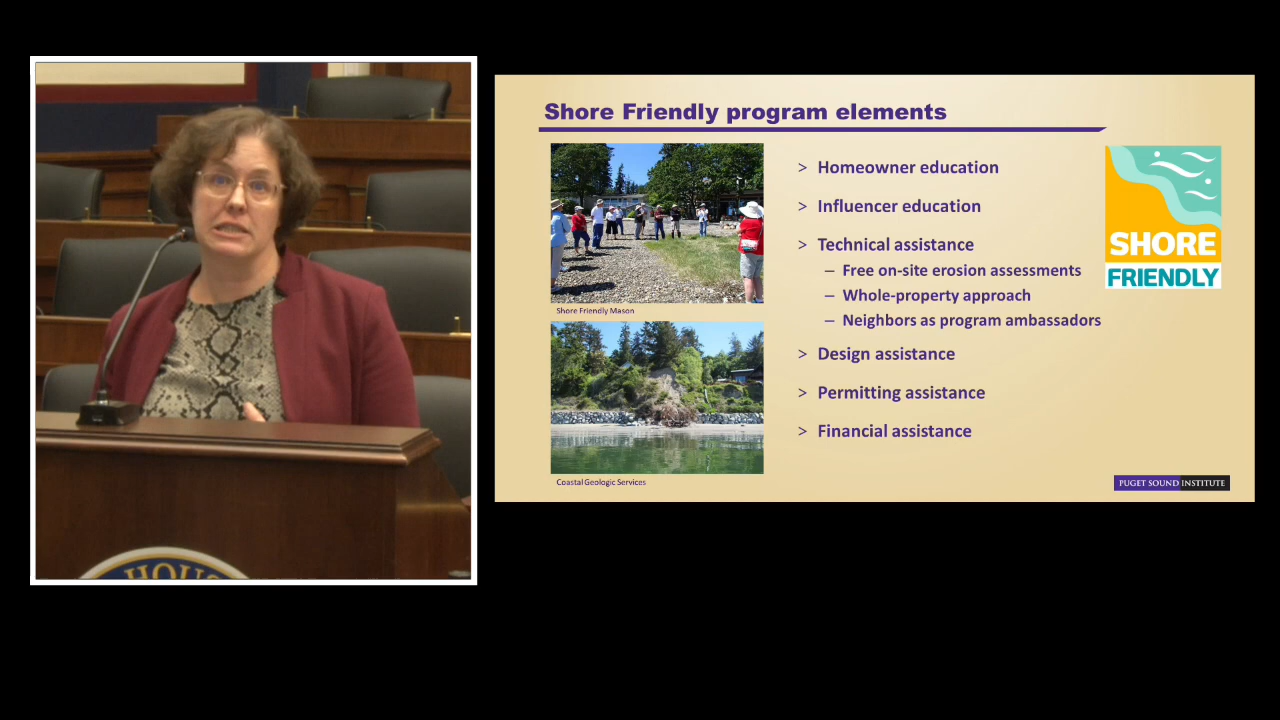 Shore Friendly program elements
Shore Friendly Mason
Coastal Geologic Services
> Homeowner education
> Influencer education
> Technical assistance
– Free on-site erosion assessments
– Whole-property approach
– Neighbors as program ambassadors
> Design assistance
> Permitting assistance
> Financial assistance
SHORE
FRIENDLY
PUGET SOUND INSTITUTE